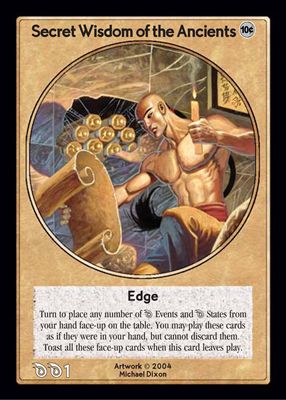 Secret Wisdom of the Ancients 10¢
Edge
Turn to place any number of Events and States from
your hand face-up on the table. You may play these cards
as if they were in your hand, but cannot discard them.
Toast all these face-up cards when this card leaves play.
1
Artwork © 2004
Michael Dixon